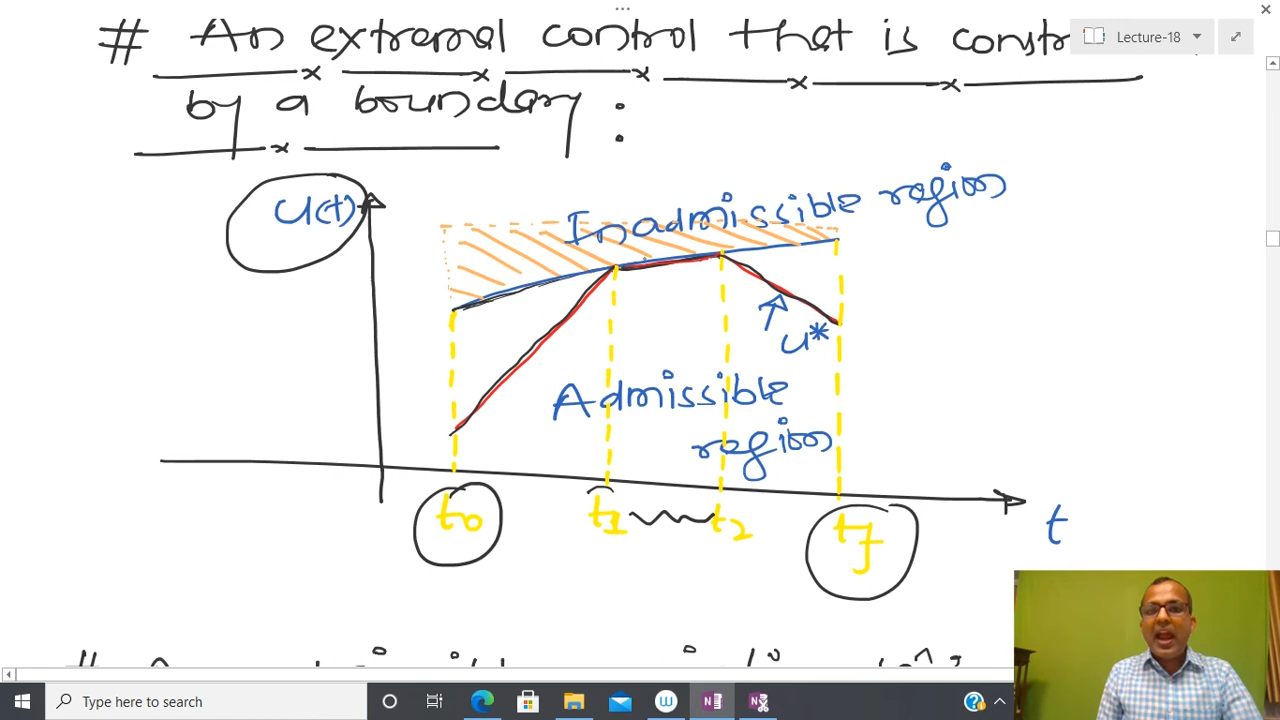 # An extremal control that is
by a boundary :
Lecture-18
U(t)
Inadmissible region
u*
Admissible
region
t0
t1
t2
tf
t
Type here to search